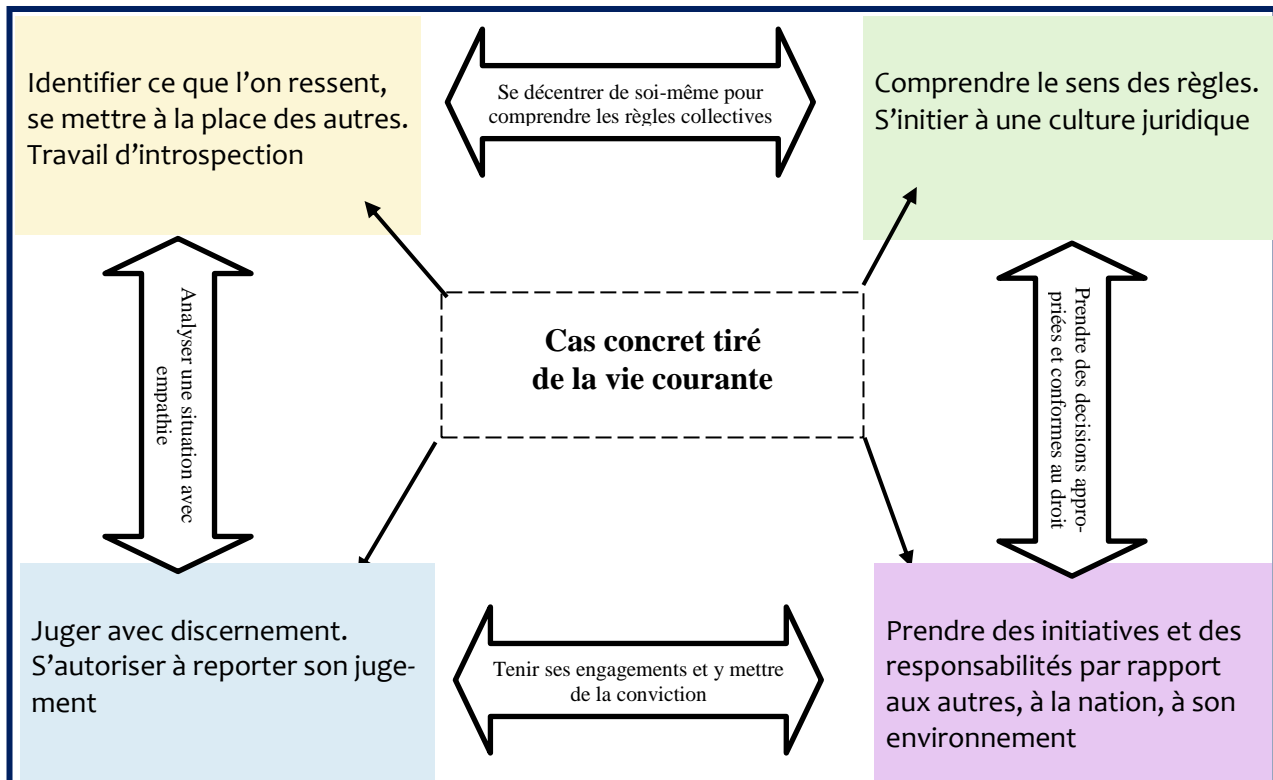 Identifier ce que l’on ressent,
se mettre à la place des autres.
Travail d’introspection
Se décentrer de soi-même pour
comprendre les règles collectives
Comprendre le sens des règles.
S’initier à une culture juridique
Analyser une situation avec
empathie
Cas concret tiré
de la vie courante
Prendre des decisions appro-
priées et conformes au droit
Juger avec discernement.
S’autoriser à reporter son juge-
ment
Tenir ses engagements et y mettre
de la conviction
Prendre des initiatives et des
responsabilités par rapport
aux autres, à la nation, à son
environnement